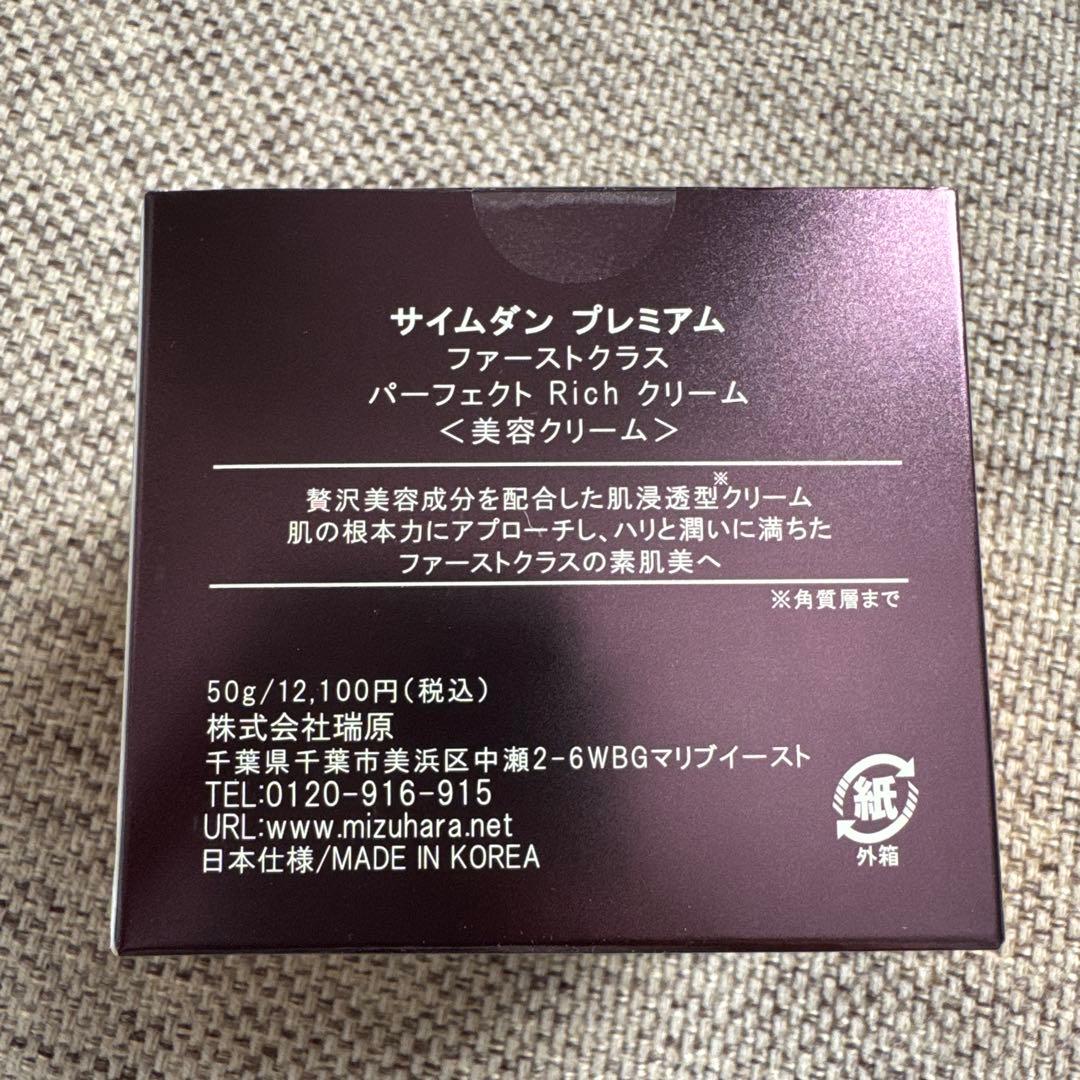 サイムダン プレミアム
ファーストクラス
パーフェクト Rich クリーム
＜美容クリーム＞
贅沢美容成分を配合した肌浸透型※クリーム
肌の根本力にアプローチし、ハリと潤いに満ちた
ファーストクラスの素肌美へ
※角質層まで
50g/12,100円(税込)
株式会社瑞原
千葉県千葉市美浜区中瀬2-6WBGマリブイースト
TEL:0120-916-915
URL:www.mizuhara.net
日本仕様/MADE IN KOREA
紙
外箱